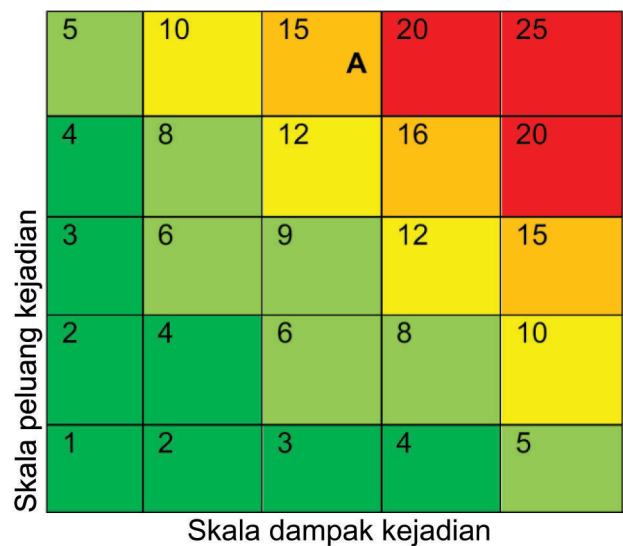 5 10 15 20 25
A
4 8 12 16 20
3 6 9 12 15
2 4 6 8 10
1 2 3 4 5
Skala peluang kejadian
Skala dampak kejadian